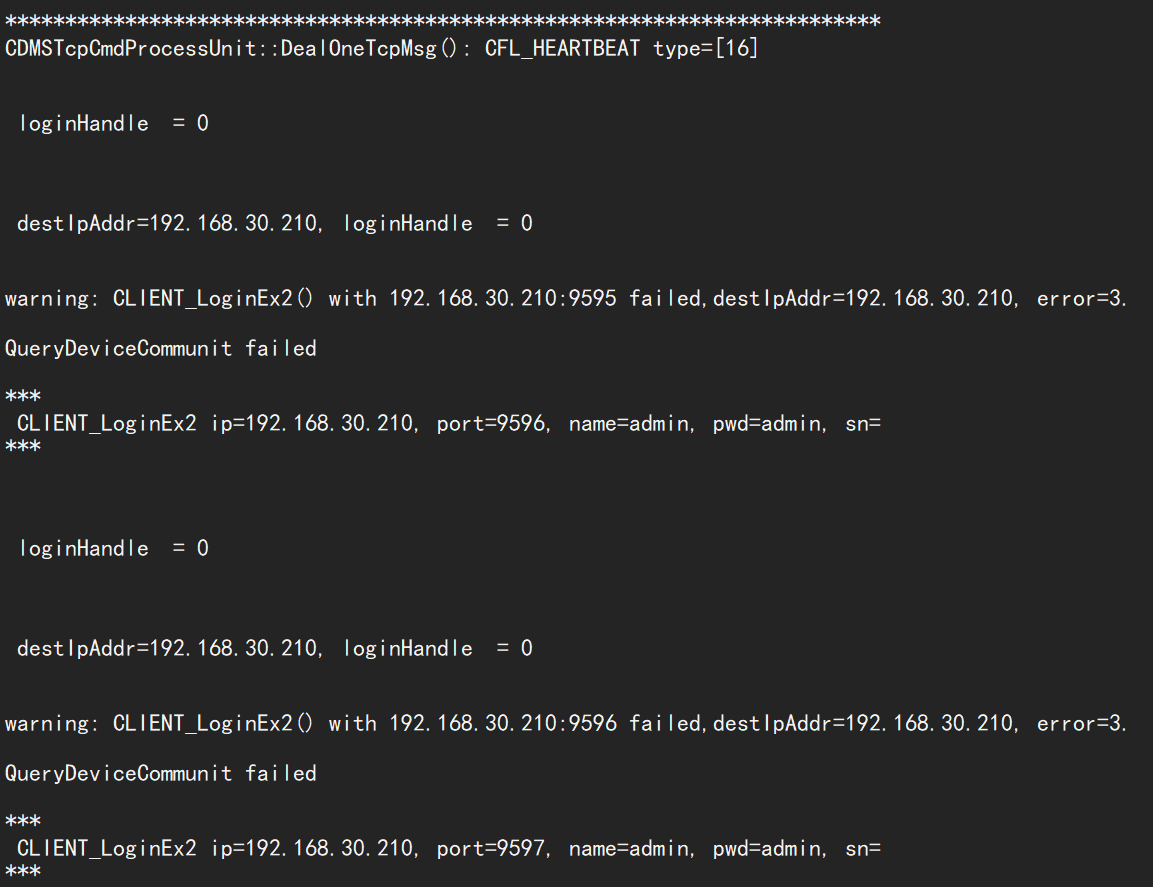 *************************************************************************
CDMSTcpCmdProcessUnit::DealOneTcpMsg(): CFL_HEARTBEAT type=[16]
loginHandle  = 0
destIpAddr=192.168.30.210, loginHandle  = 0
warning: CLIENT_LoginEx2() with 192.168.30.210:9595 failed,destIpAddr=192.168.30.210, error=3.
QueryDeviceCommunit failed
***
CLIENT_LoginEx2 ip=192.168.30.210, port=9596, name=admin, pwd=admin, sn=
***
loginHandle  = 0
destIpAddr=192.168.30.210, loginHandle  = 0
warning: CLIENT_LoginEx2() with 192.168.30.210:9596 failed,destIpAddr=192.168.30.210, error=3.
QueryDeviceCommunit failed
***
CLIENT_LoginEx2 ip=192.168.30.210, port=9597, name=admin, pwd=admin, sn=
***